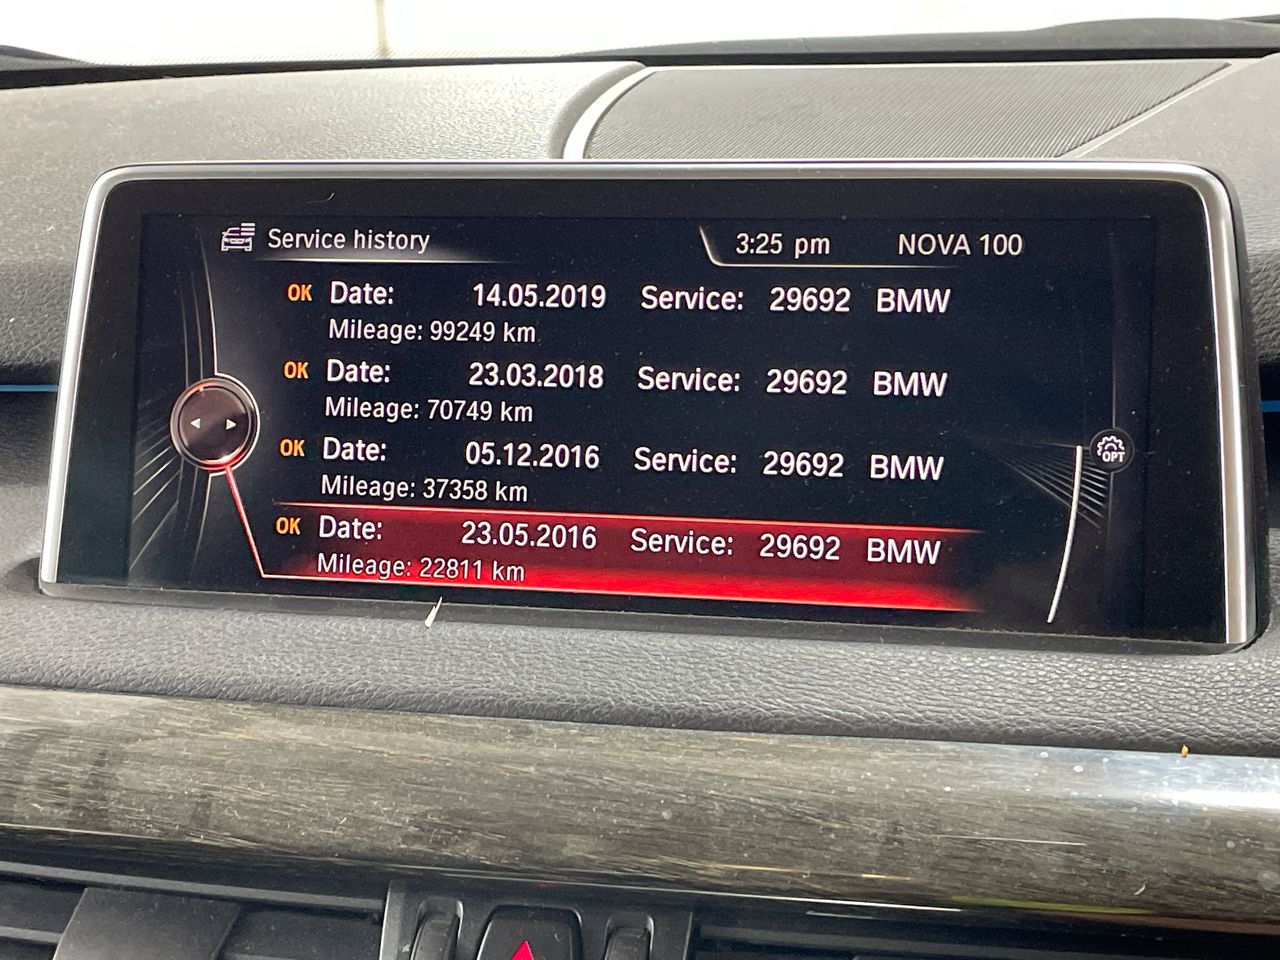 Service history 3:25 pm NOVA 100
OK Date: 14.05.2019 Service: 29692 BMW
Mileage: 99249 km
OK Date: 23.03.2018 Service: 29692 BMW
Mileage: 70749 km
OK Date: 05.12.2016 Service: 29692 BMW
Mileage: 37358 km
OPT
OK Date: 23.05.2016 Service: 29692 BMW
Mileage: 22811 km